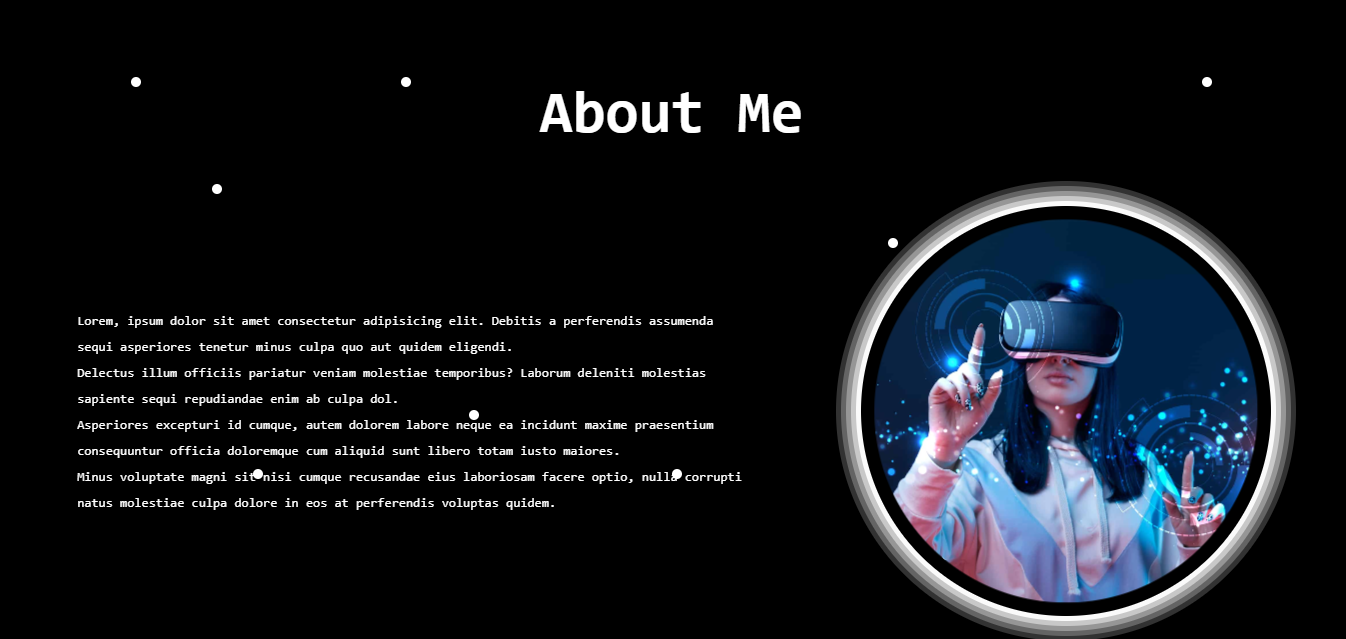 About Me
Lorem, ipsum dolor sit amet consectetur adipisicing elit. Debitis a perferendis assumenda
sequi asperiores tenetur minus culpa quo aut quidem eligendi.
Delectus illum officiis pariatur veniam molestiae temporibus? Laborum deleniti molestias
sapiente sequi repudiandae enim ab culpa dol.
Asperiores excepturi id cumque, autem dolorem labore neque ea incidunt maxime praesentium
consequuntur officia doloremque cum aliquid sunt libero totam iusto maiores.
Minus voluptate magni sit nisi cumque recusandae eius laboriosam facere optio, nulla corrupti
natus molestiae culpa dolore in eos at perferendis voluptas quidem.